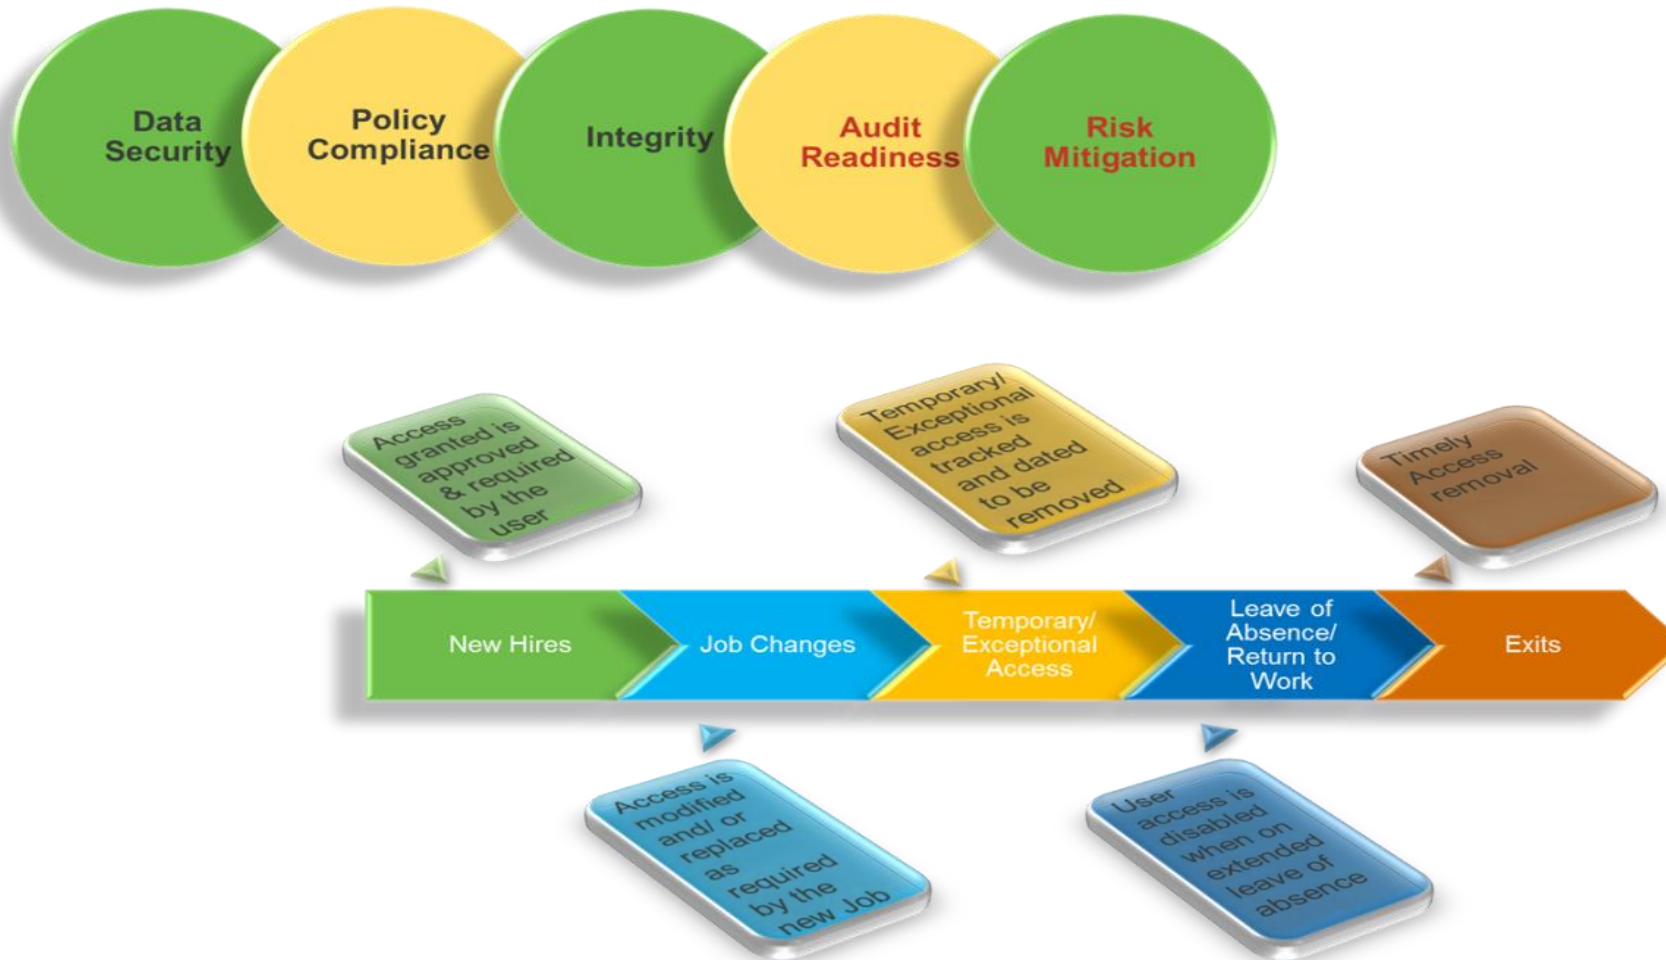 Data
Security
Policy
Compliance
Integrity
Audit
Readiness
Risk
Mitigation
Access
granted is
approved
& required
by the
user
Temporary/
Exceptional
access is
tracked
and dated
to be
removed
Timely
Access
removal
New Hires
Job Changes
Temporary/
Exceptional
Access
Leave of
Absence/
Return to
Work
Exits
Access is
modified
and/ or
replaced
as
required
by the
new Job
User
access is
disabled
when on
extended
leave of
absence